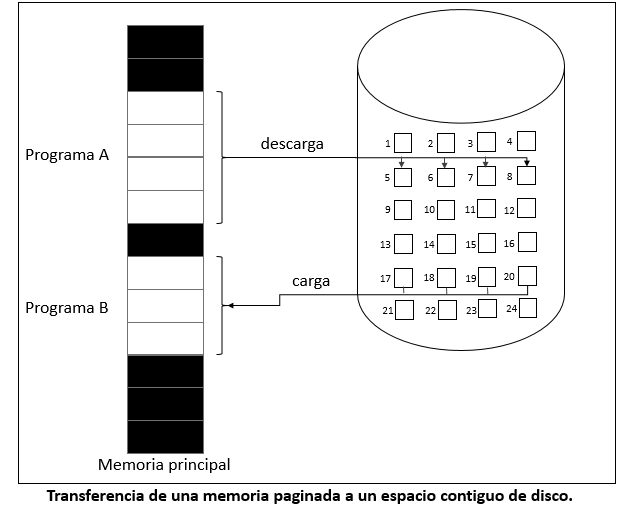 1 2 3 4
Programa A
descarga
5 6 7 8
9 10 11 12
13 14 15 16
17 18 19 20
carga
Programa B
21 22 23 24
Memoria principal
Transferencia de una memoria paginada a un espacio contiguo de disco.